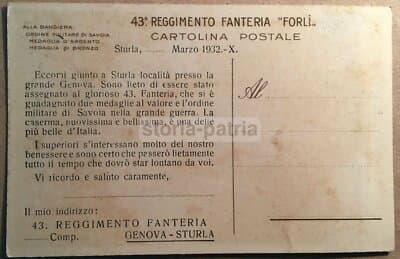 43º REGGIMENTO FANTERIA "FORLÌ"
ALLA BANDIERA
ORDINE MILITARE DI SAVOIA
MEDAGLIA D'ARGENTO
MEDAGLIA DI BRONZO
CARTOLINA POSTALE
Sturla, ........ Marzo 1932.-X.
Eccomi giunto a Sturla località presso la
grande Genova. Sono lieto di essere stato
assegnato al glorioso 43. Fanteria, che si è
guadagnato due medaglie al valore e l'ordine
militare di Savoia nella grande guerra. La
caserma, nuovissima e bellissima, è una delle
più belle d'Italia.
I superiori s'interessano molto del nostro
benessere e sono certo che passerò lietamente
tutto il tempo che dovrò star lontano da voi.
Vi ricordo e saluto caramente,
Al
storia-patria
Il mio indirizzo:
43. REGGIMENTO FANTERIA
........ Comp. GENOVA - STURLA